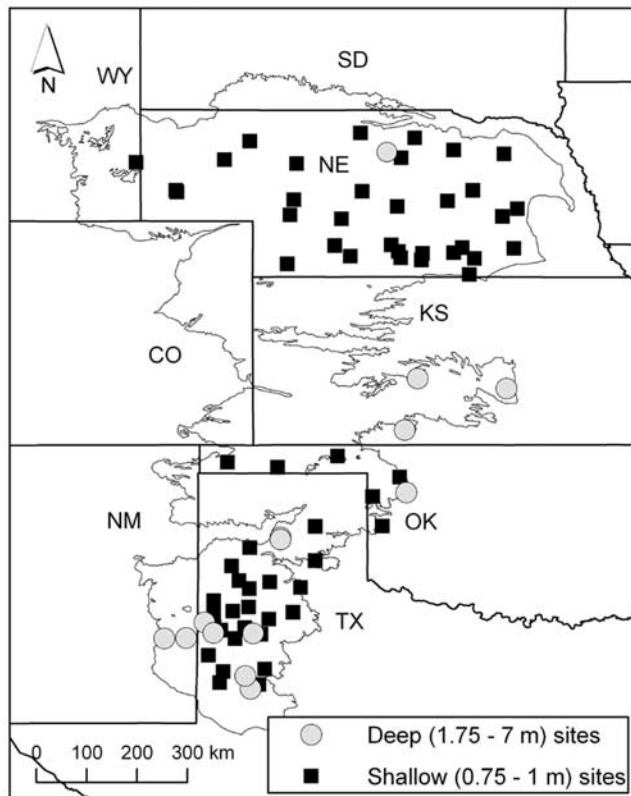 SD
WY
N
NE
KS
CO
NM
OK
TX
Deep (1.75 - 7 m) sites
0 100 200 300 km
Shallow (0.75 - 1 m) sites